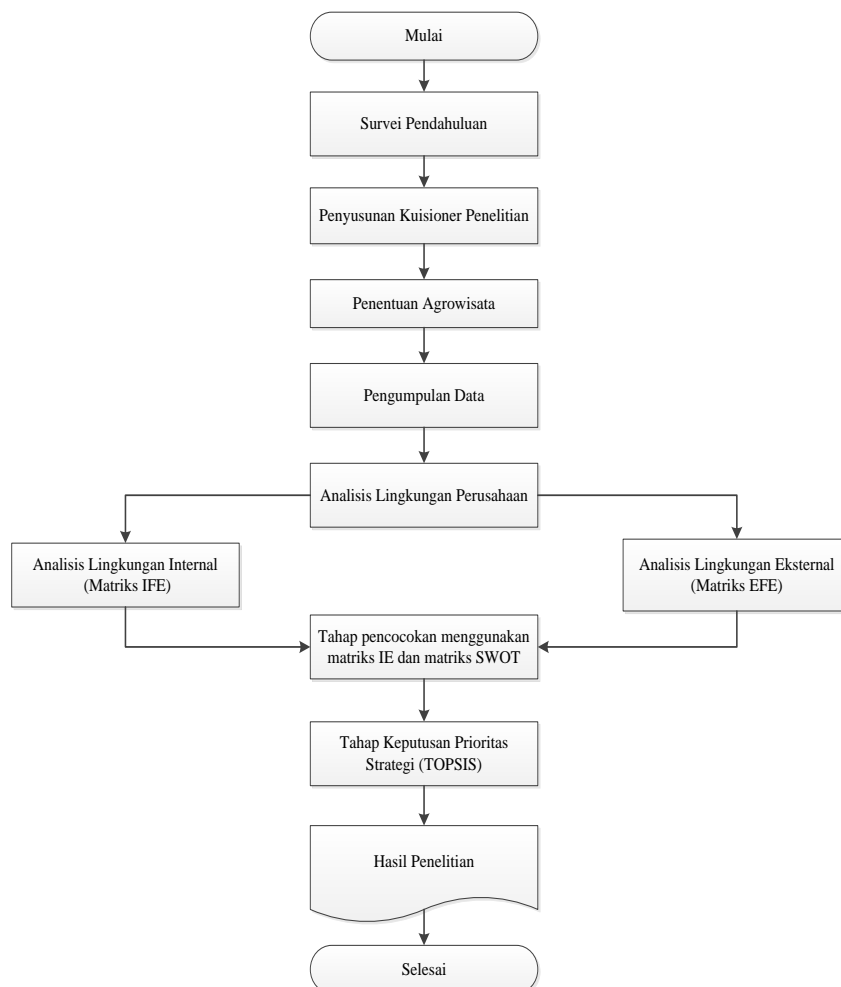 Mulai
Survei Pendahuluan
Penyusunan Kuisioner Penelitian
Penentuan Agrowisata
Pengumpulan Data
Analisis Lingkungan Perusahaan
Analisis Lingkungan Internal
(Matriks IFE)
Analisis Lingkungan Eksternal
(Matriks EFE)
Tahap pencocokan menggunakan
matriks IE dan matriks SWOT
Tahap Keputusan Prioritas
Strategi (TOPSIS)
Hasil Penelitian
Selesai